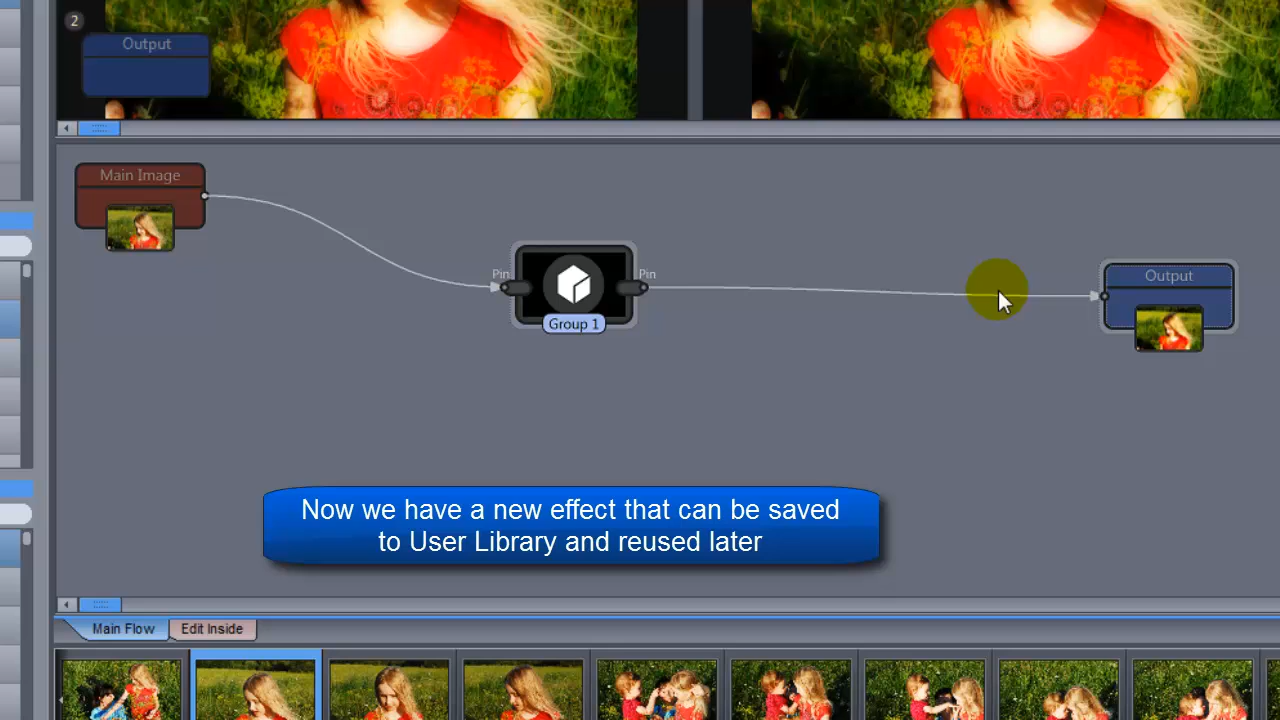 2
Output
Main Image
Pin
Pin
Group 1
Output
Now we have a new effect that can be saved
to User Library and reused later
Main Flow
Edit Inside